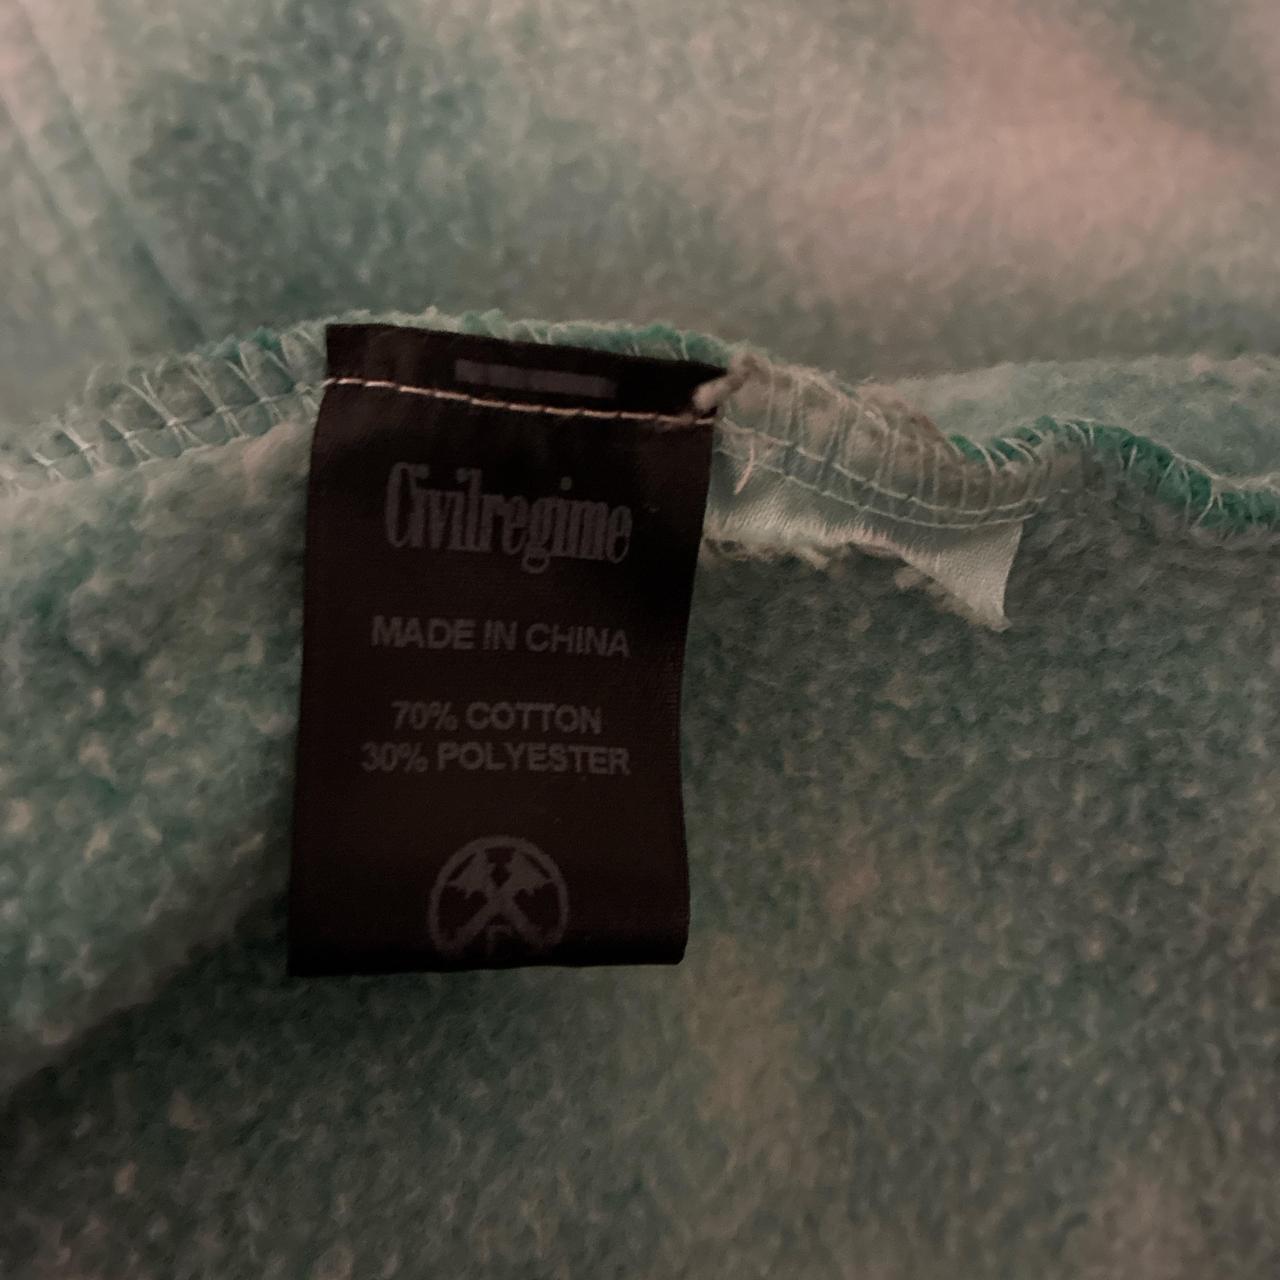 Civilregime
MADE IN CHINA
70% COTTON
30% POLYESTER